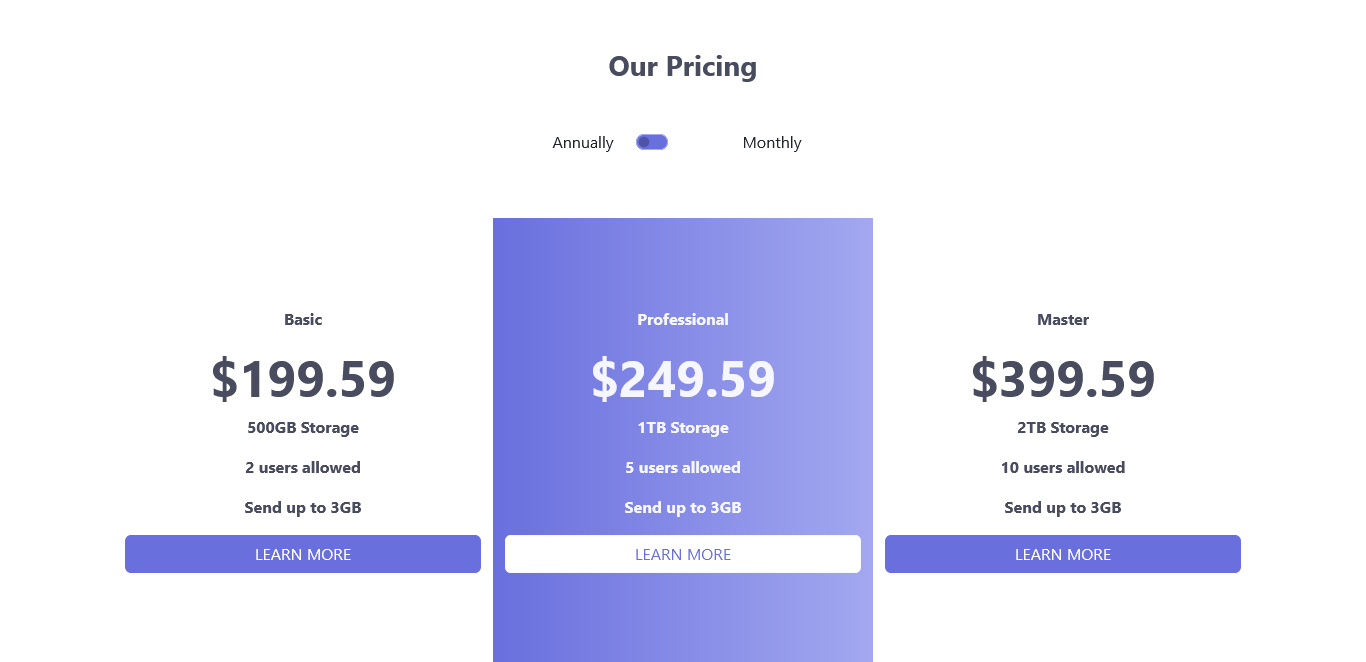 Our Pricing
Annually Monthly
Basic
$199.59
500GB Storage
2 users allowed
Send up to 3GB
LEARN MORE
Professional
$249.59
1TB Storage
5 users allowed
Send up to 3GB
LEARN MORE
Master
$399.59
2TB Storage
10 users allowed
Send up to 3GB
LEARN MORE